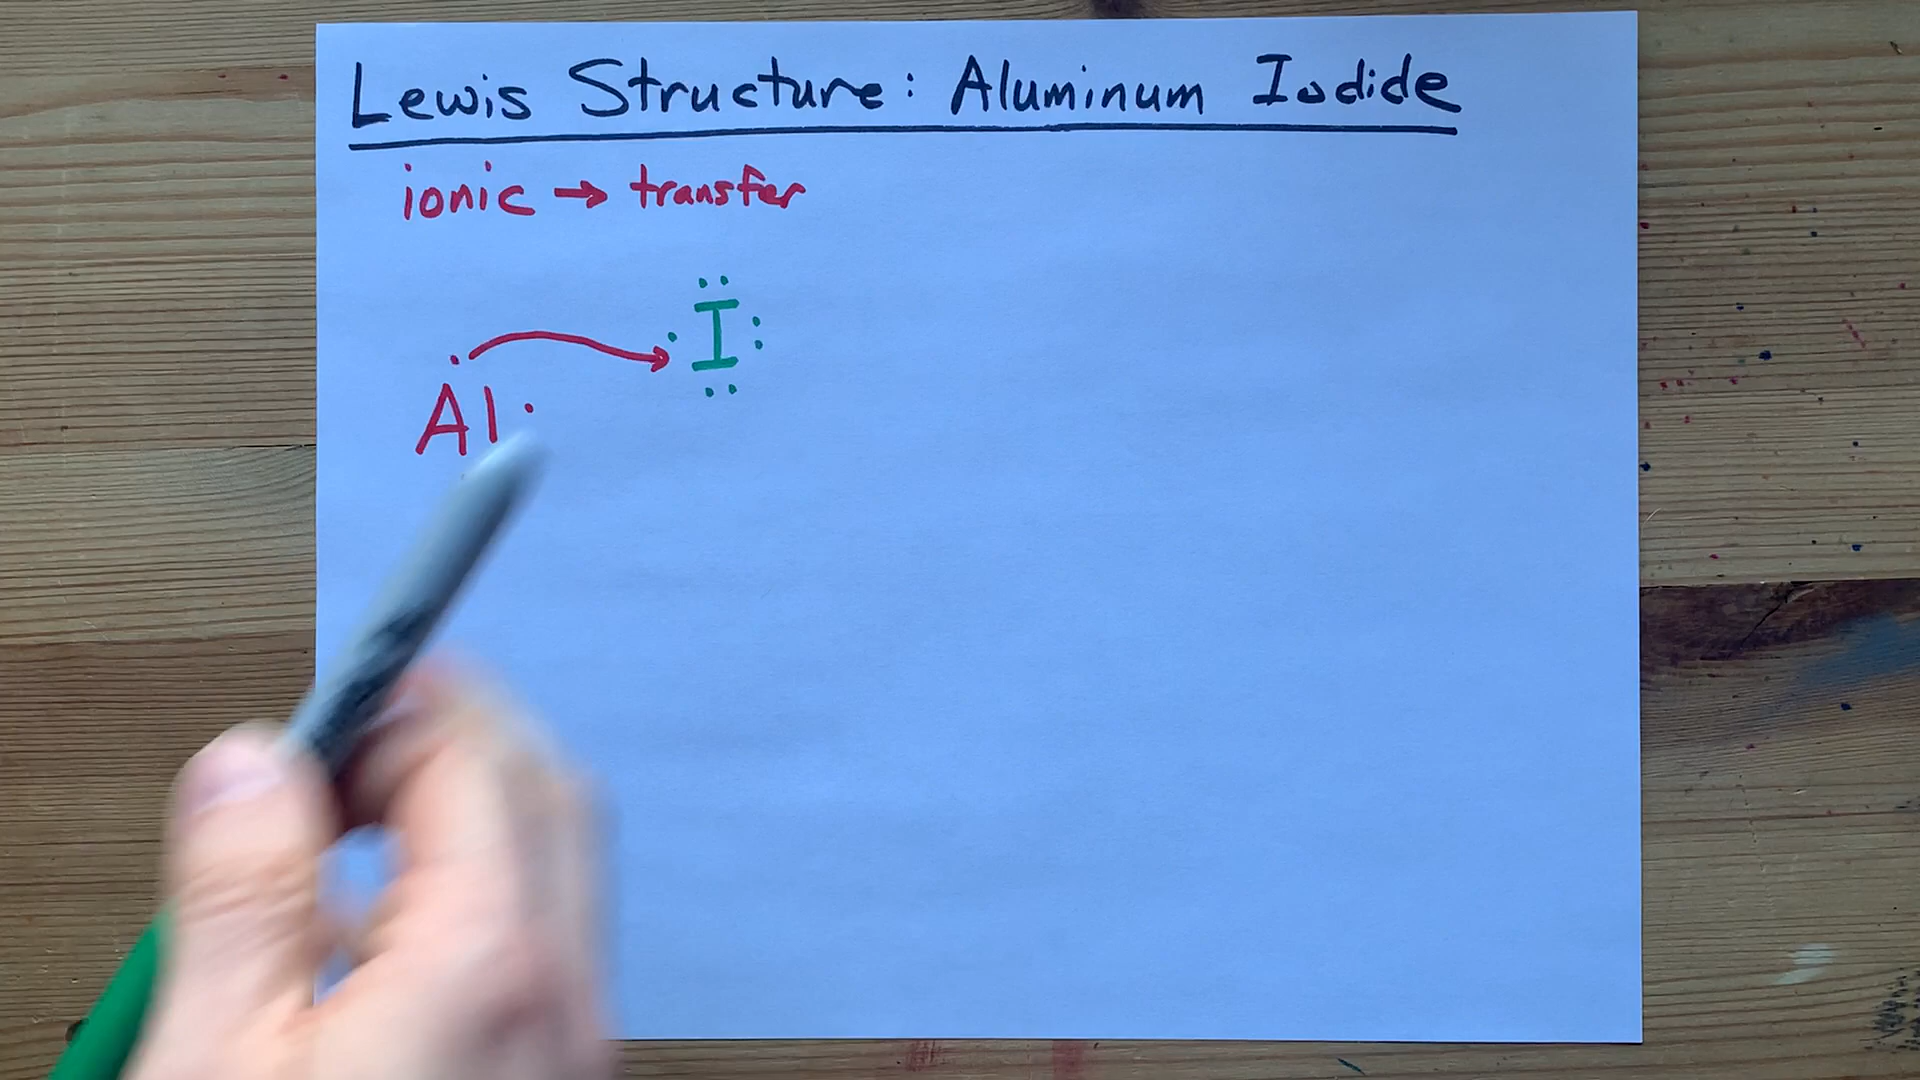 Lewis Structure: Aluminum Iodide
ionic → transfer
I
Al